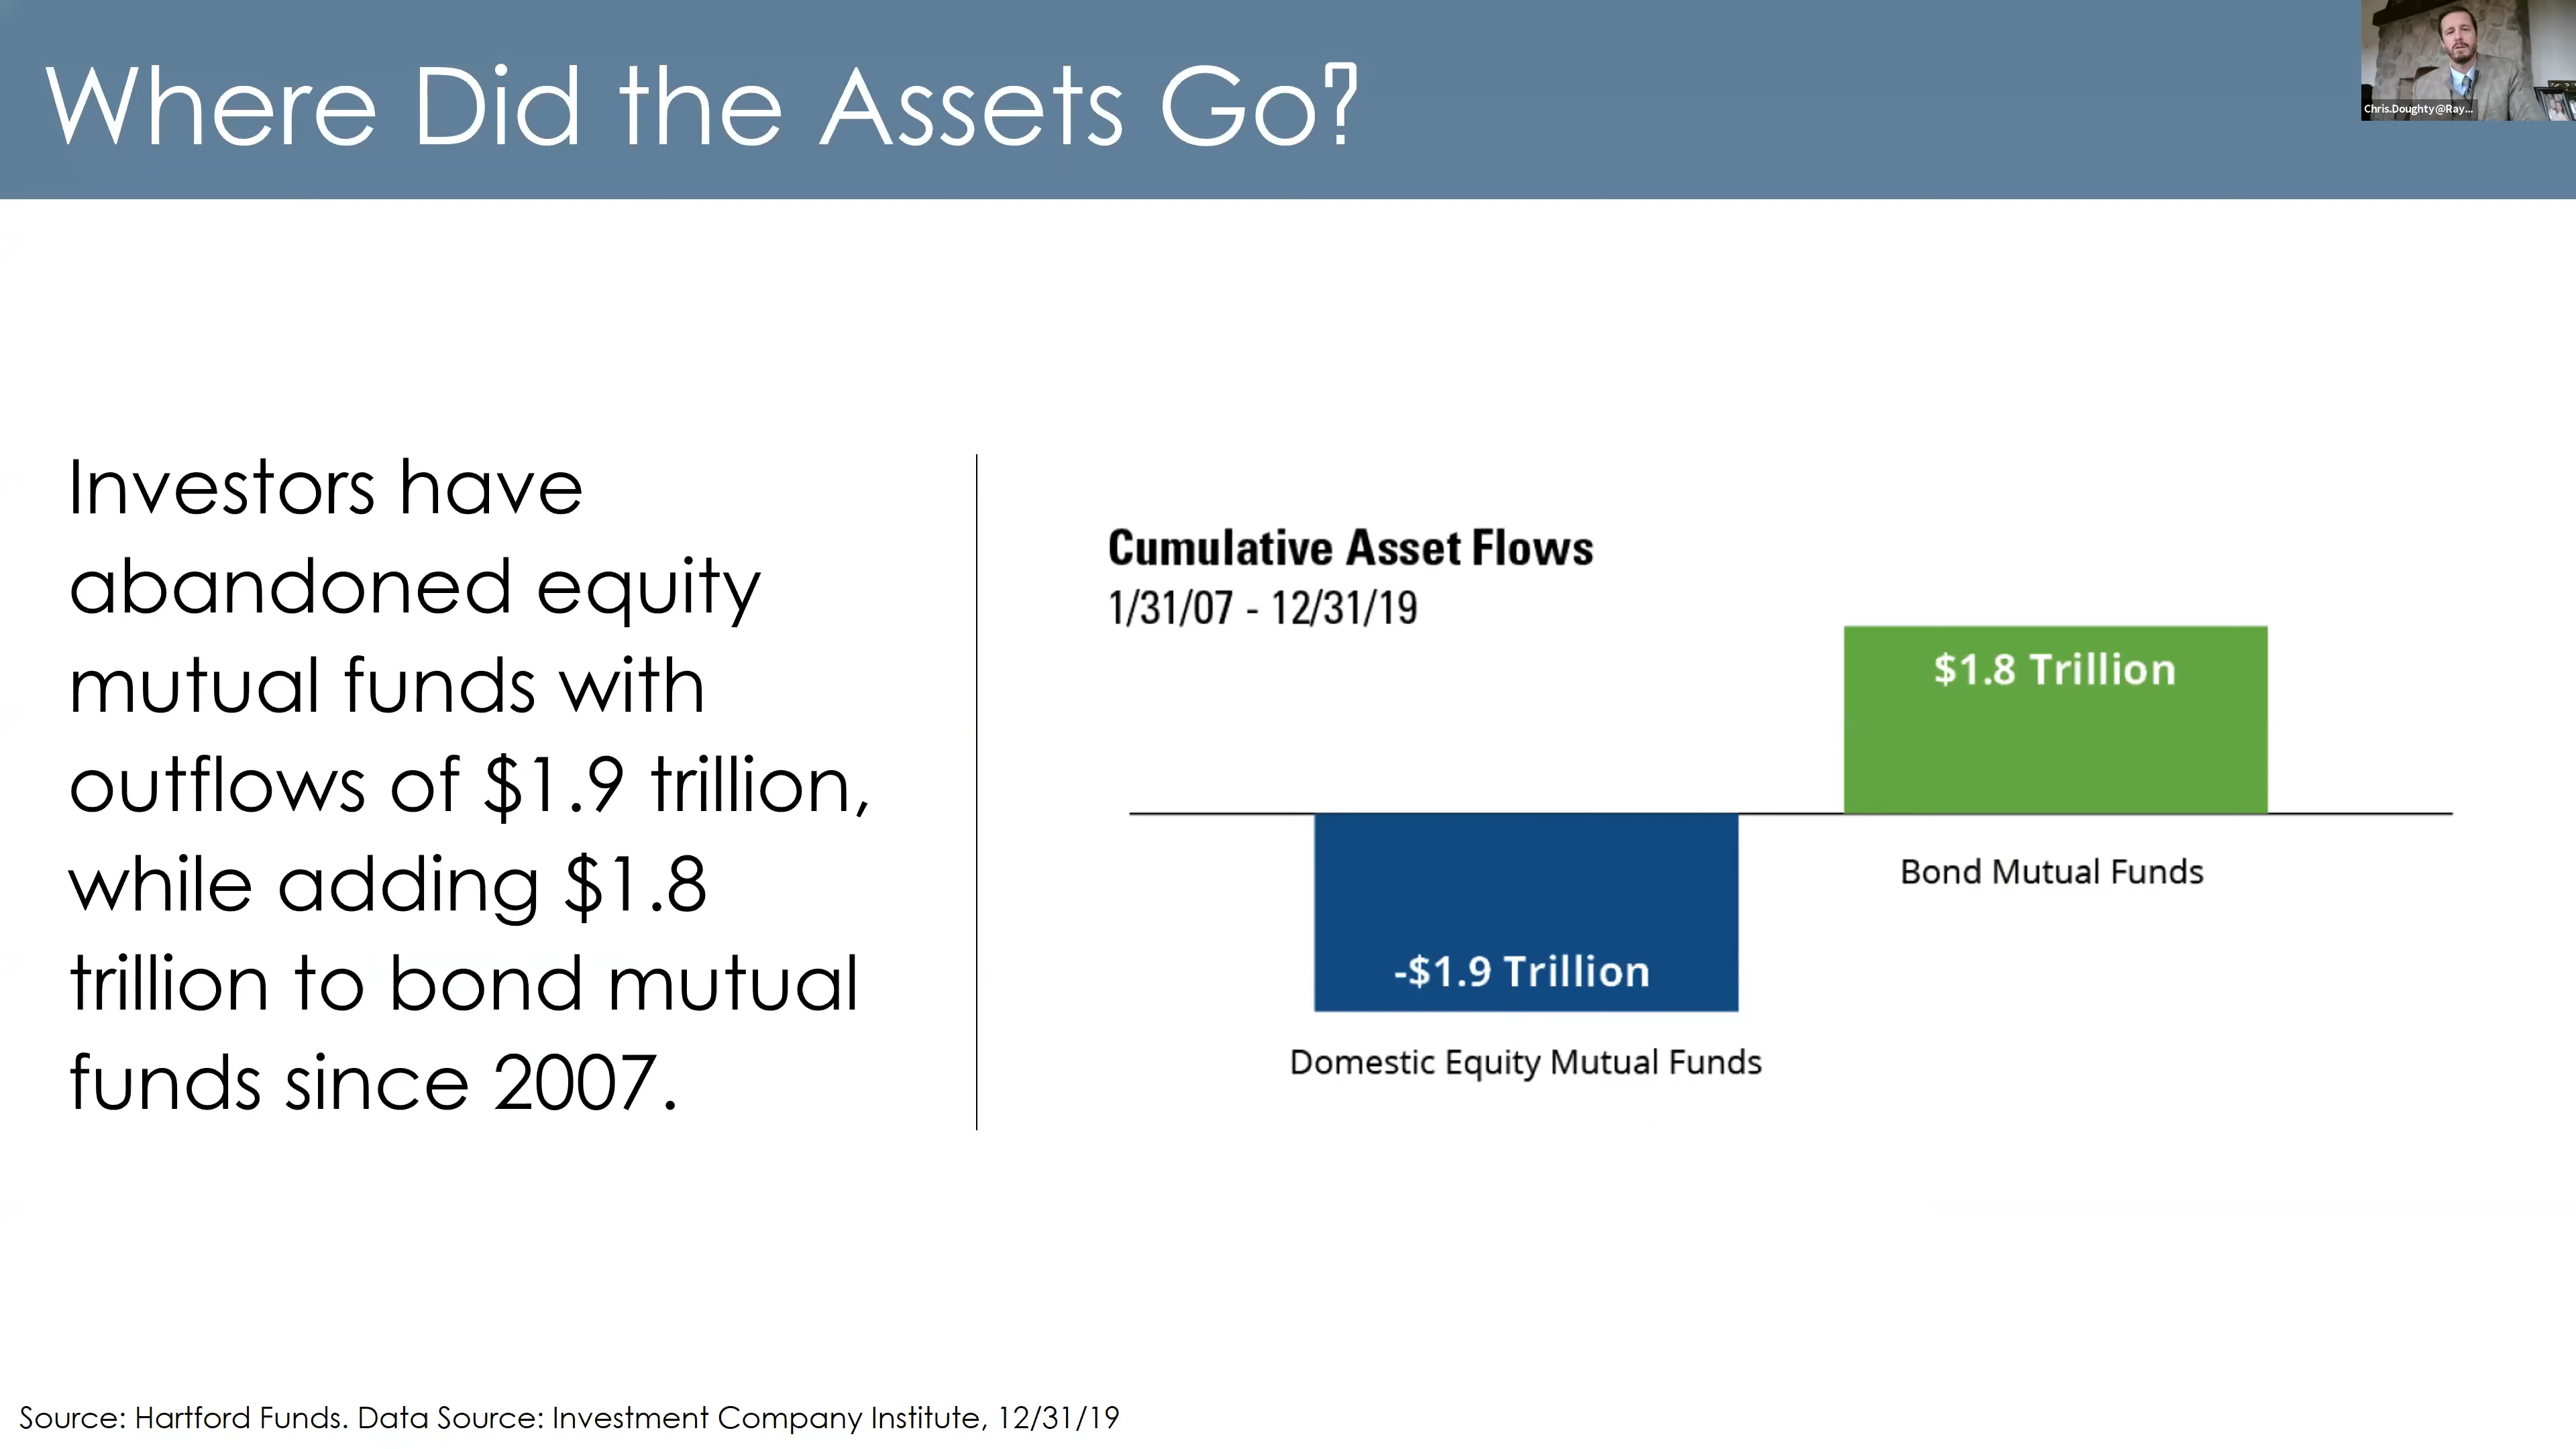 Where Did the Assets Go?
Chris.Doughty@Ray...
Investors have
abandoned equity
mutual funds with
outflows of $1.9 trillion,
while adding $1.8
trillion to bond mutual
funds since 2007.
Cumulative Asset Flows
1/31/07 - 12/31/19
$1.8 Trillion
Bond Mutual Funds
-$1.9 Trillion
Domestic Equity Mutual Funds
Source: Hartford Funds. Data Source: Investment Company Institute, 12/31/19